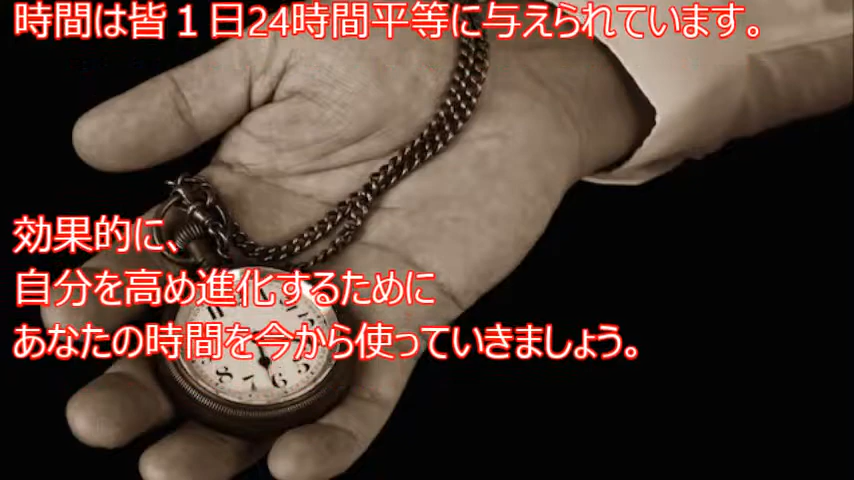 時間は皆１日24時間平等に与えられています。
効果的に、
自分を高め進化するために
あなたの時間を今から使っていきましょう。